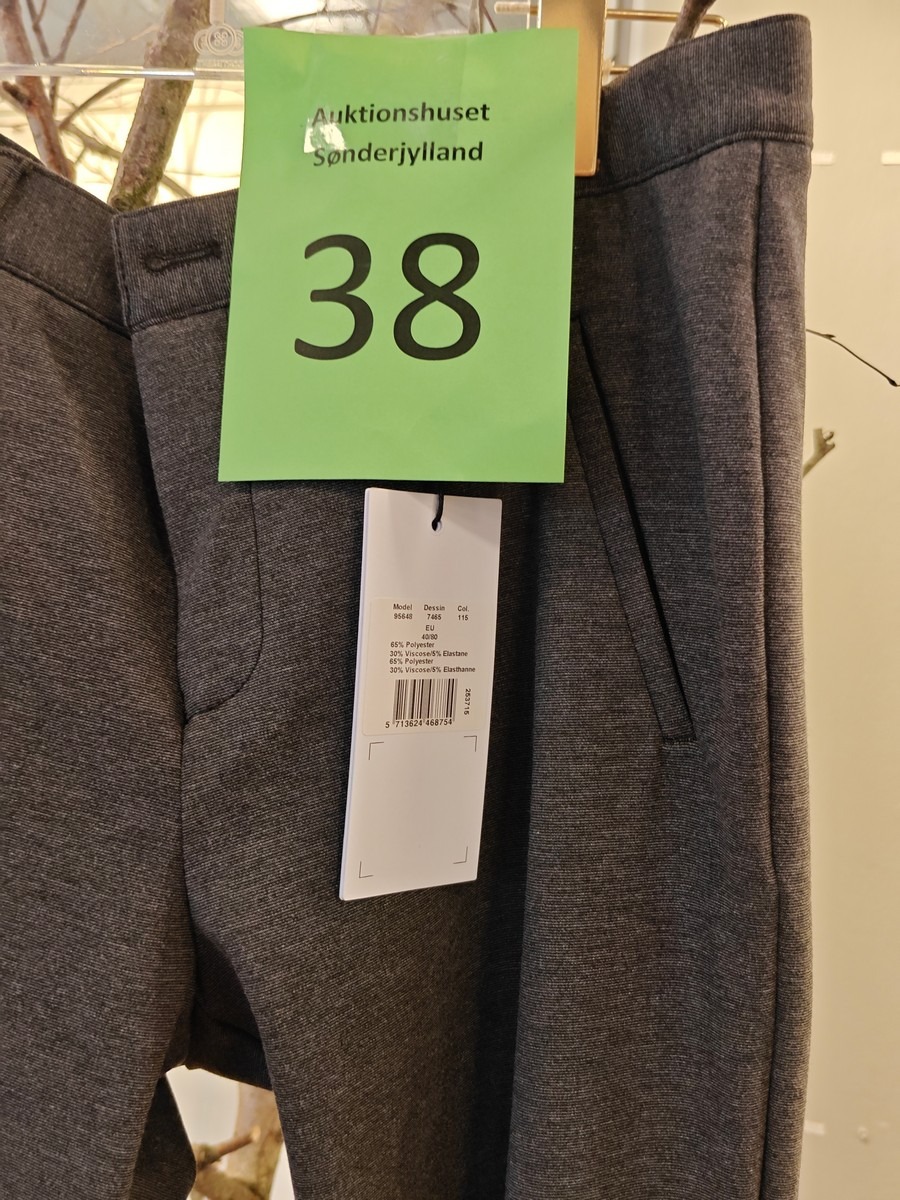 Auktionshuset
Sønderjylland
38
Model Dessin Col.
95648 7465 115
EU
40/80
65% Polyester
30% Viscose/5% Elastane
65% Polyester
30% Viscose/5% Elasthanne
253715
5 713624 468754